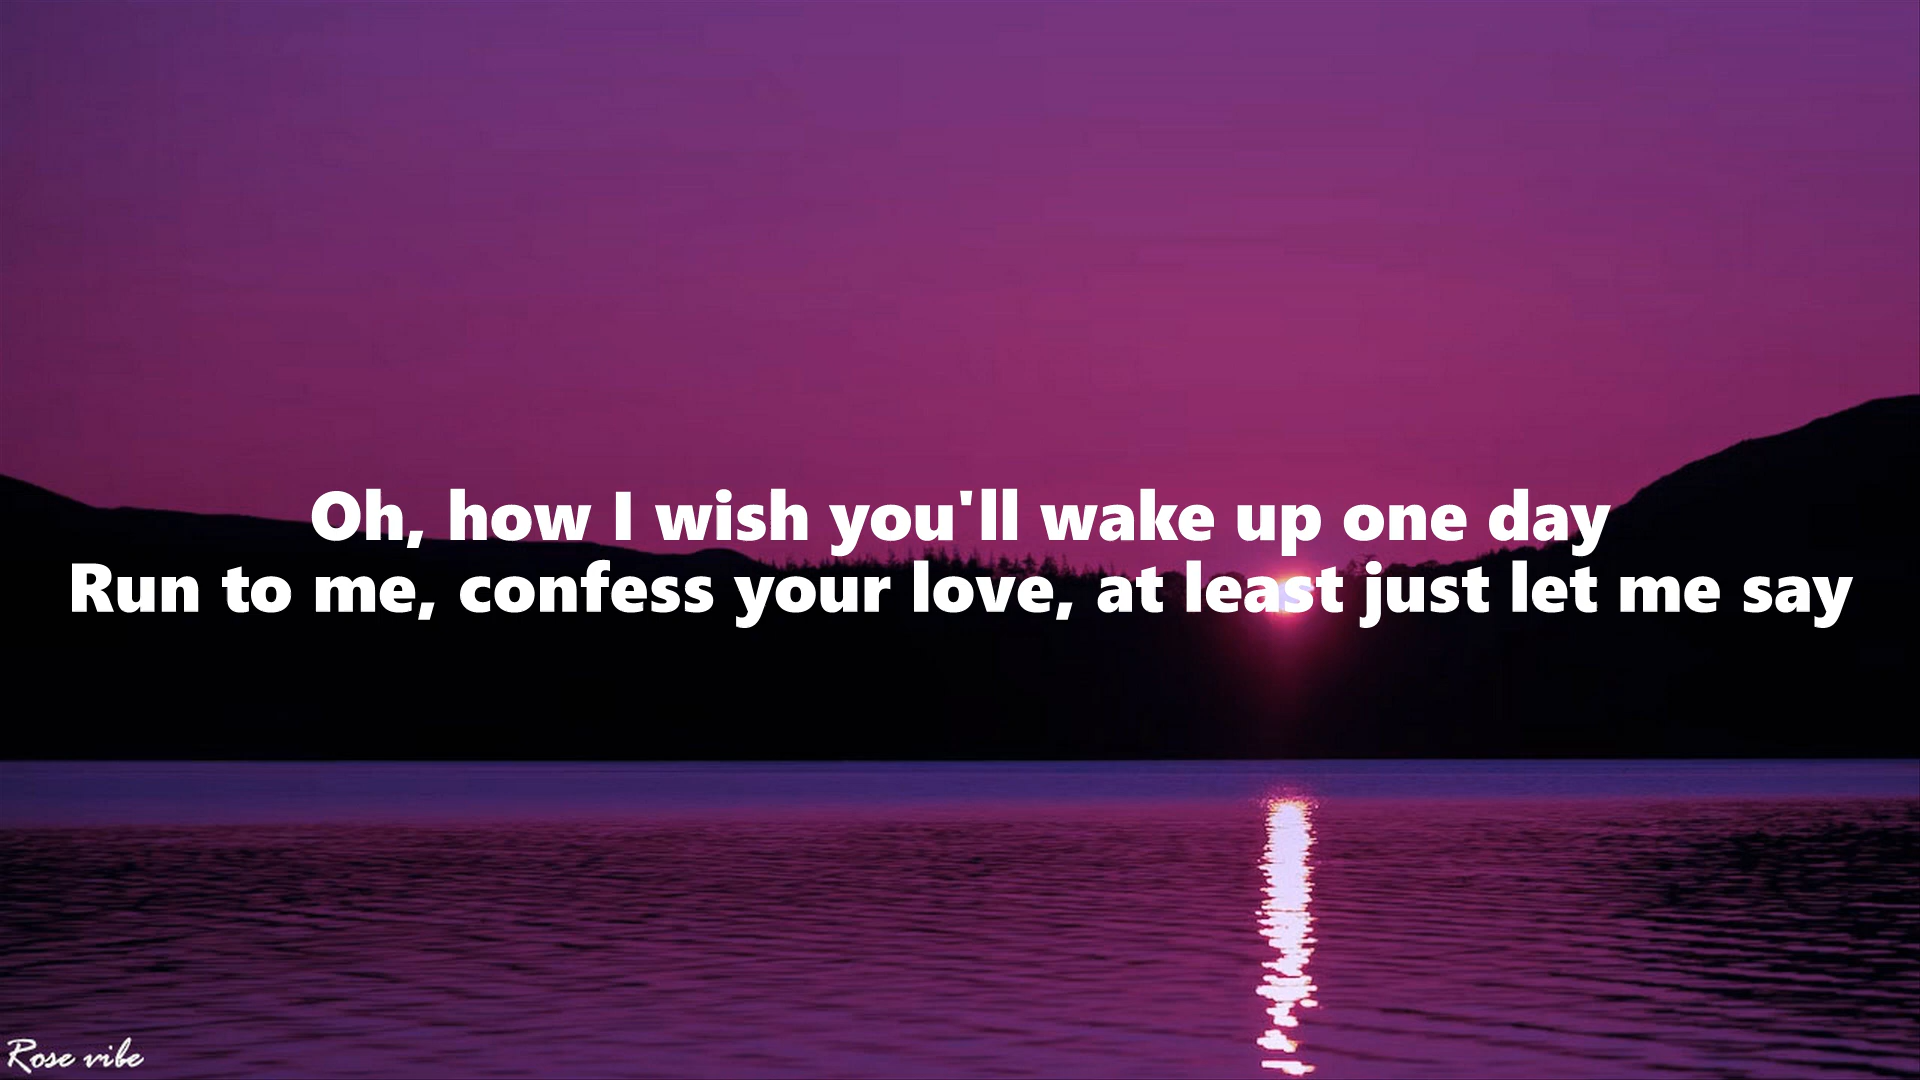 Oh, how I wish you'll wake up one day
Run to me, confess your love, at least just let me say
Rose vibe